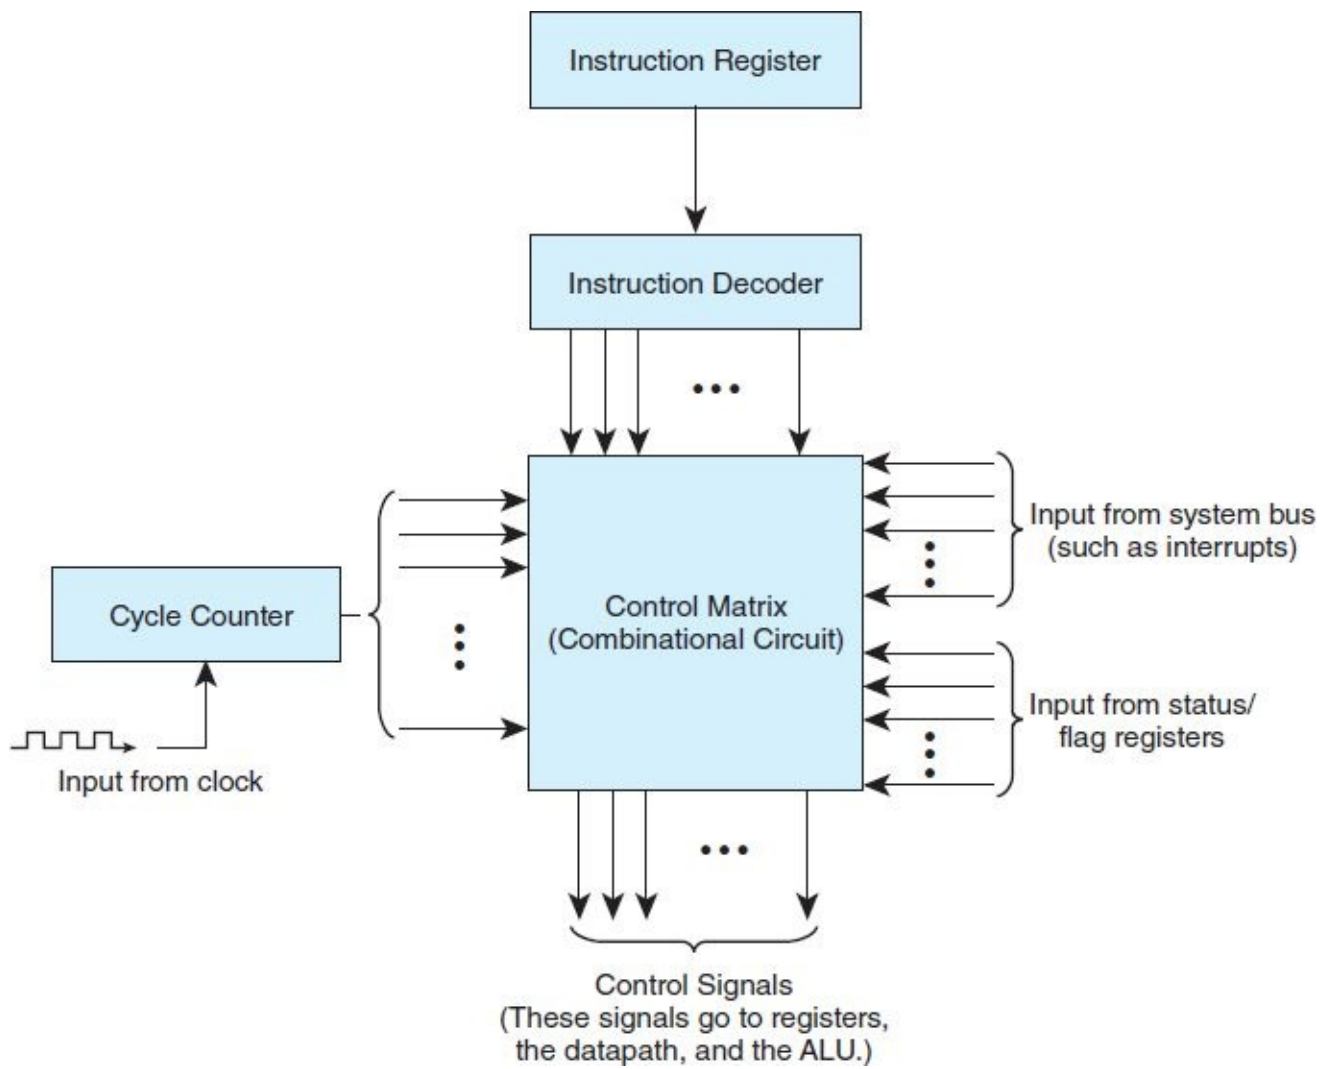 Instruction Register
Instruction Decoder
Input from system bus
(such as interrupts)
Cycle Counter
Control Matrix
(Combinational Circuit)
Input from status/
flag registers
Input from clock
Control Signals
(These signals go to registers,
the datapath, and the ALU.)